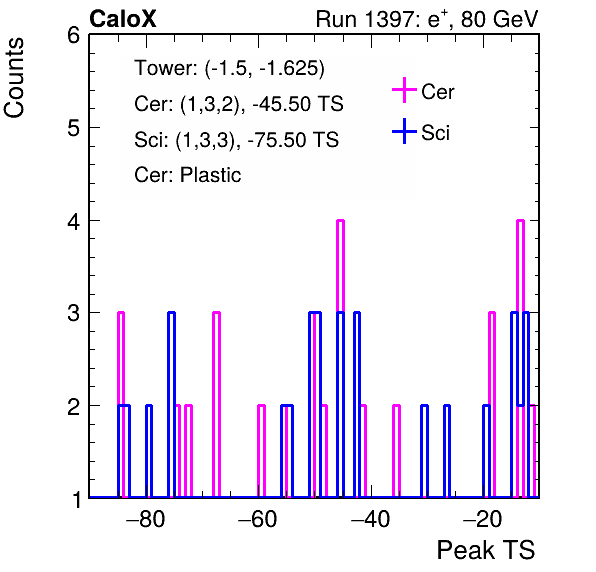 CaloX
Run 1397: e+, 80 GeV
Counts
6
5
4
3
2
1
Tower: (-1.5, -1.625)
Cer: (1,3,2), -45.50 TS
Sci: (1,3,3), -75.50 TS
Cer: Plastic
Cer
Sci
−80
−60
−40
−20
Peak TS